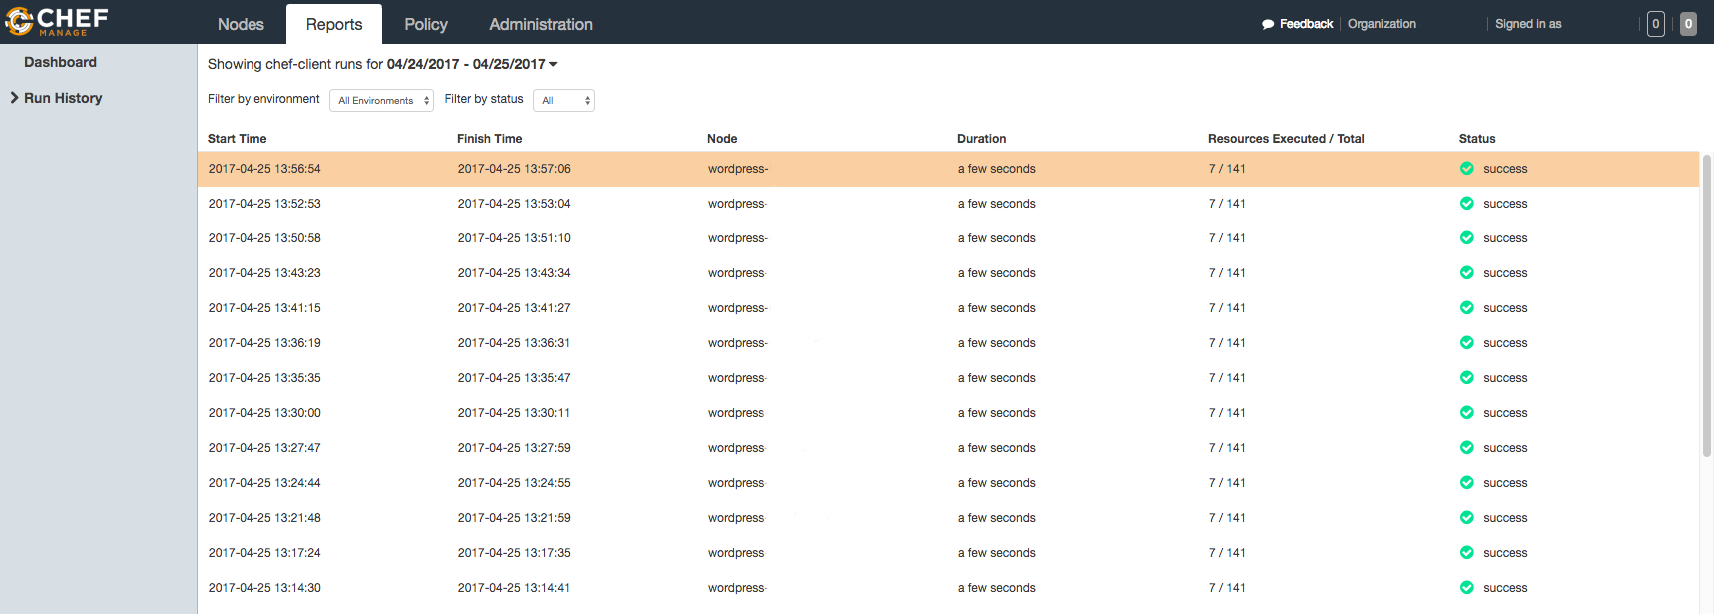 CHEF MANAGE Nodes Reports Policy Administration Feedback Organization Signed in as 0 0
Dashboard
Run History
Showing chef-client runs for 04/24/2017 - 04/25/2017
Filter by environment All Environments Filter by status All
Start Time Finish Time Node Duration Resources Executed / Total Status
2017-04-25 13:56:54 2017-04-25 13:57:06 wordpress- a few seconds 7 / 141 success
2017-04-25 13:52:53 2017-04-25 13:53:04 wordpress- a few seconds 7 / 141 success
2017-04-25 13:50:58 2017-04-25 13:51:10 wordpress- a few seconds 7 / 141 success
2017-04-25 13:43:23 2017-04-25 13:43:34 wordpress- a few seconds 7 / 141 success
2017-04-25 13:41:15 2017-04-25 13:41:27 wordpress- a few seconds 7 / 141 success
2017-04-25 13:36:19 2017-04-25 13:36:31 wordpress- a few seconds 7 / 141 success
2017-04-25 13:35:35 2017-04-25 13:35:47 wordpress- a few seconds 7 / 141 success
2017-04-25 13:30:00 2017-04-25 13:30:11 wordpress a few seconds 7 / 141 success
2017-04-25 13:27:47 2017-04-25 13:27:59 wordpress- a few seconds 7 / 141 success
2017-04-25 13:24:44 2017-04-25 13:24:55 wordpress- a few seconds 7 / 141 success
2017-04-25 13:21:48 2017-04-25 13:21:59 wordpress- a few seconds 7 / 141 success
2017-04-25 13:17:24 2017-04-25 13:17:35 wordpress a few seconds 7 / 141 success
2017-04-25 13:14:30 2017-04-25 13:14:41 wordpress- a few seconds 7 / 141 success